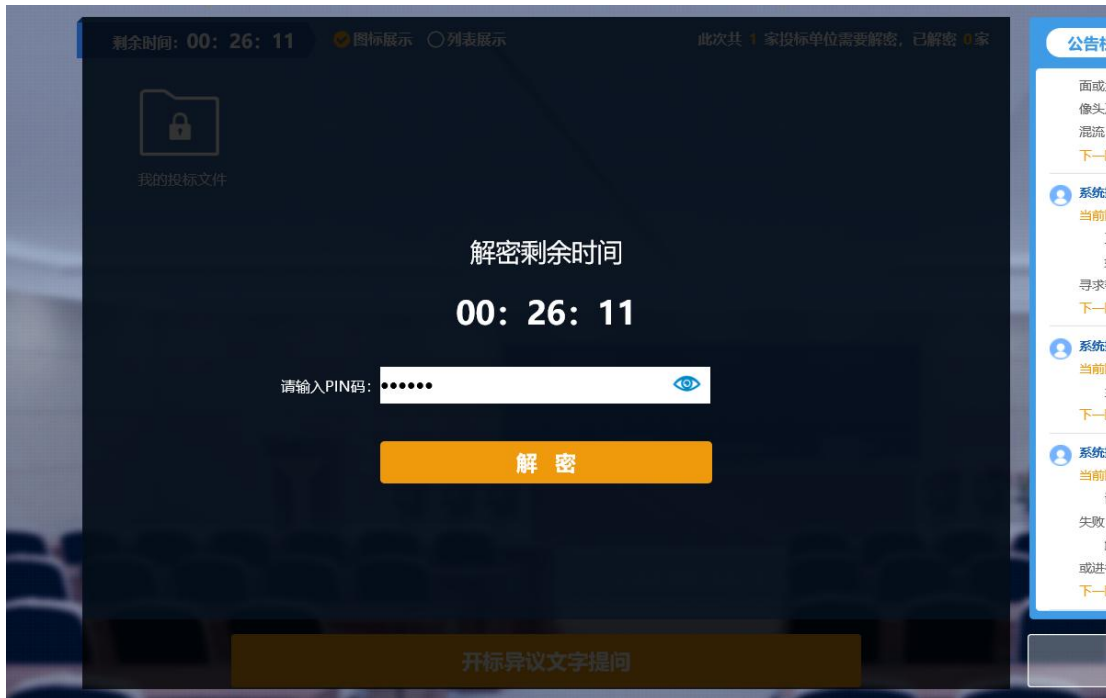 剩余时间：00：26：11
图标展示
列表展示
此次共 1 家投标单位需要解密，已解密 0家
我的投标文件
解密剩余时间
00：26：11
请输入PIN码：
解 密
开标异议文字提问
公告
面或
像头
混流
下一
系统
当前
寻求
下一
系统
当前
下一
系统
当前
失败
或进
下一